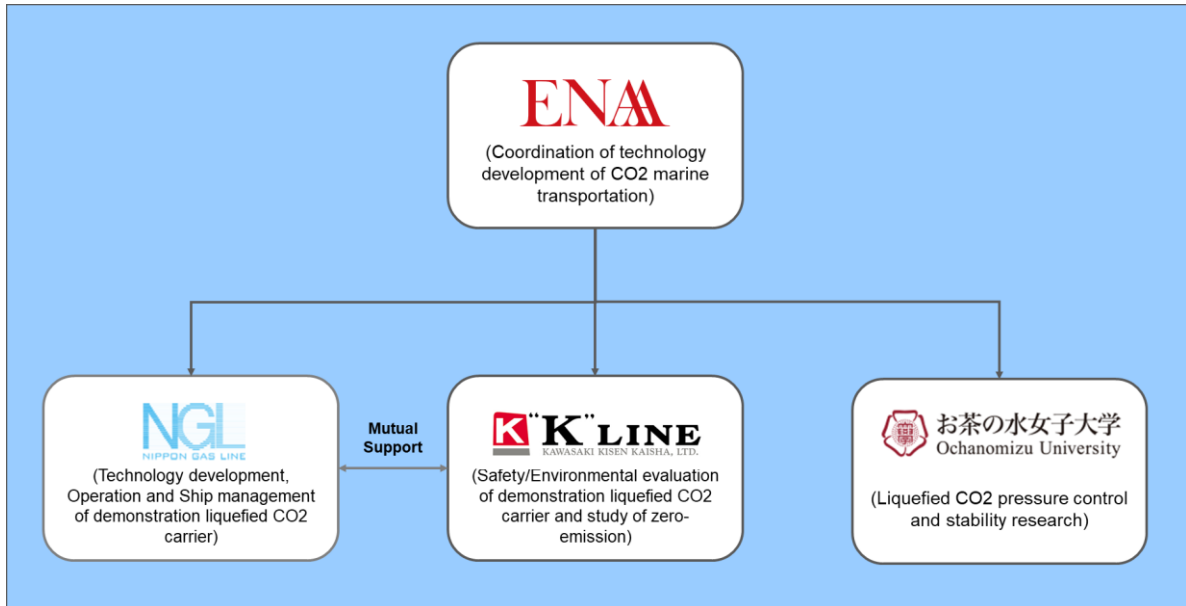 ENAA
(Coordination of technology
development of CO2 marine
transportation)
NGL
NIPPON GAS LINE
(Technology development,
Operation and Ship management
of demonstration liquefied CO2
carrier)
Mutual
Support
K "K" LINE
KAWASAKI KISEN KAISHA, LTD.
(Safety/Environmental evaluation
of demonstration liquefied CO2
carrier and study of zero-
emission)
お茶の水女子大学
Ochanomizu University
(Liquefied CO2 pressure control
and stability research)